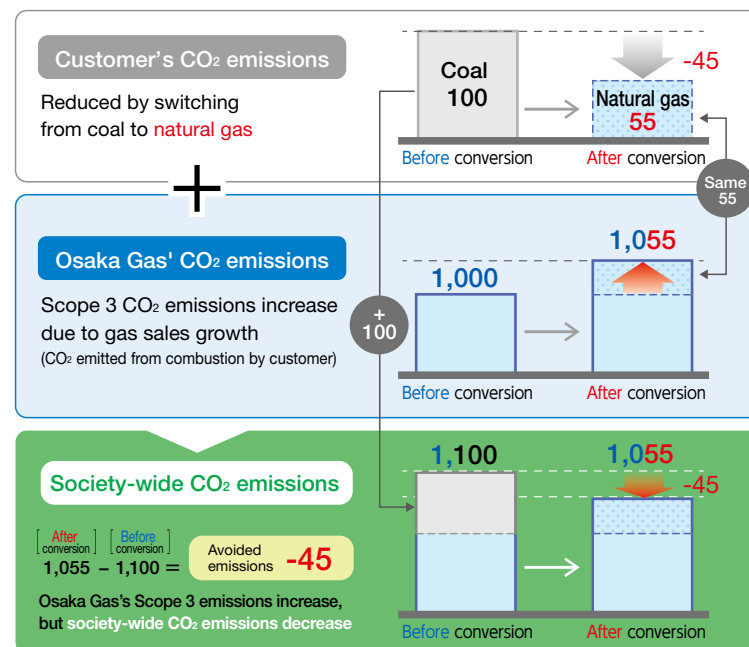 Customer's CO₂ emissions
Reduced by switching
from coal to natural gas
Coal
100
-45
Natural gas
55
Before conversion
After conversion
+
Same
55
Osaka Gas' CO₂ emissions
Scope 3 CO₂ emissions increase
due to gas sales growth
(CO₂ emitted from combustion by customer)
+
100
1,000
1,055
Before conversion
After conversion
Society-wide CO₂ emissions
[After conversion] [Before conversion]
1,055 − 1,100 =
Avoided
emissions -45
Osaka Gas's Scope 3 emissions increase,
but society-wide CO₂ emissions decrease
1,100
1,055
-45
Before conversion
After conversion